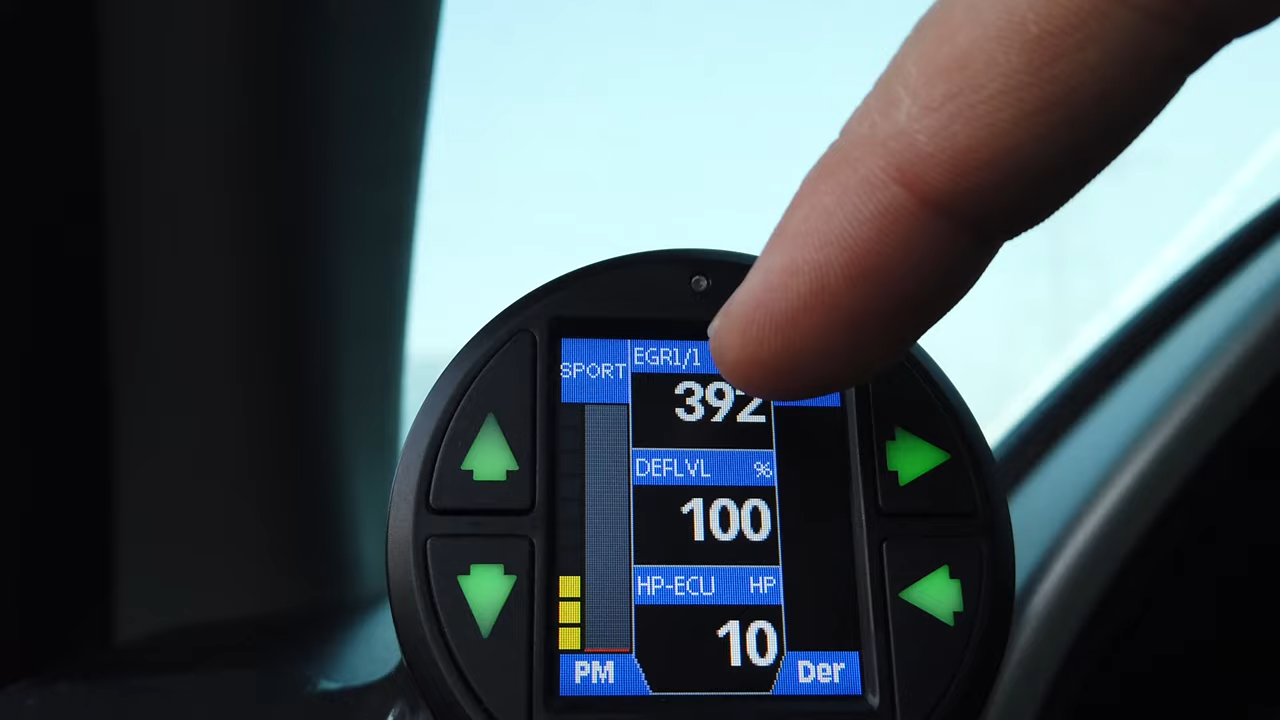 SPORT
EGR1/1
392
DEFLVL %
100
HP-ECU HP
10
PM
Der